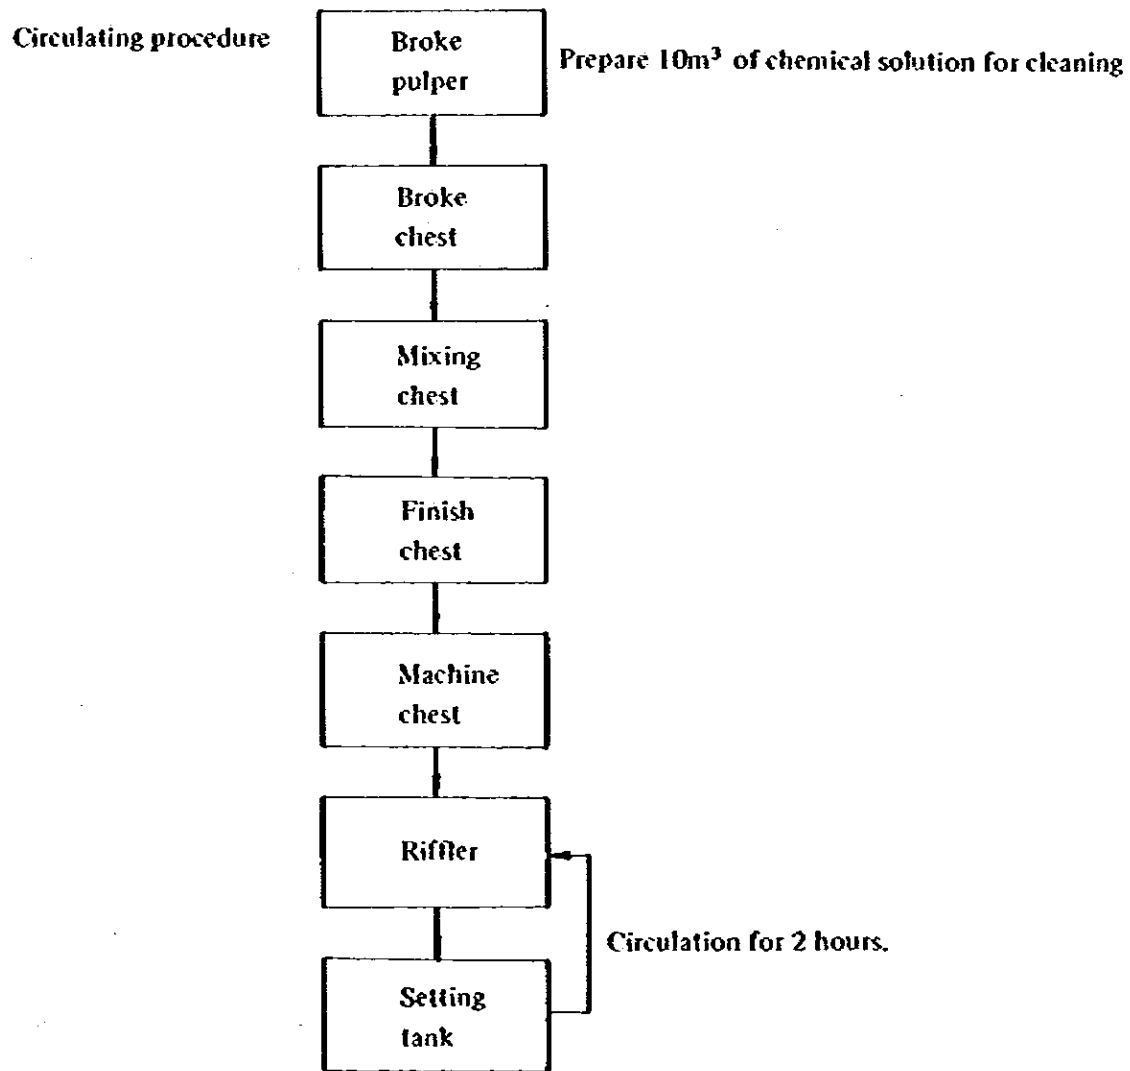 Circulating procedure
Broke
pulper
Prepare 10m³ of chemical solution for cleaning
Broke
chest
Mixing
chest
Finish
chest
Machine
chest
Riffler
Circulation for 2 hours.
Setting
tank